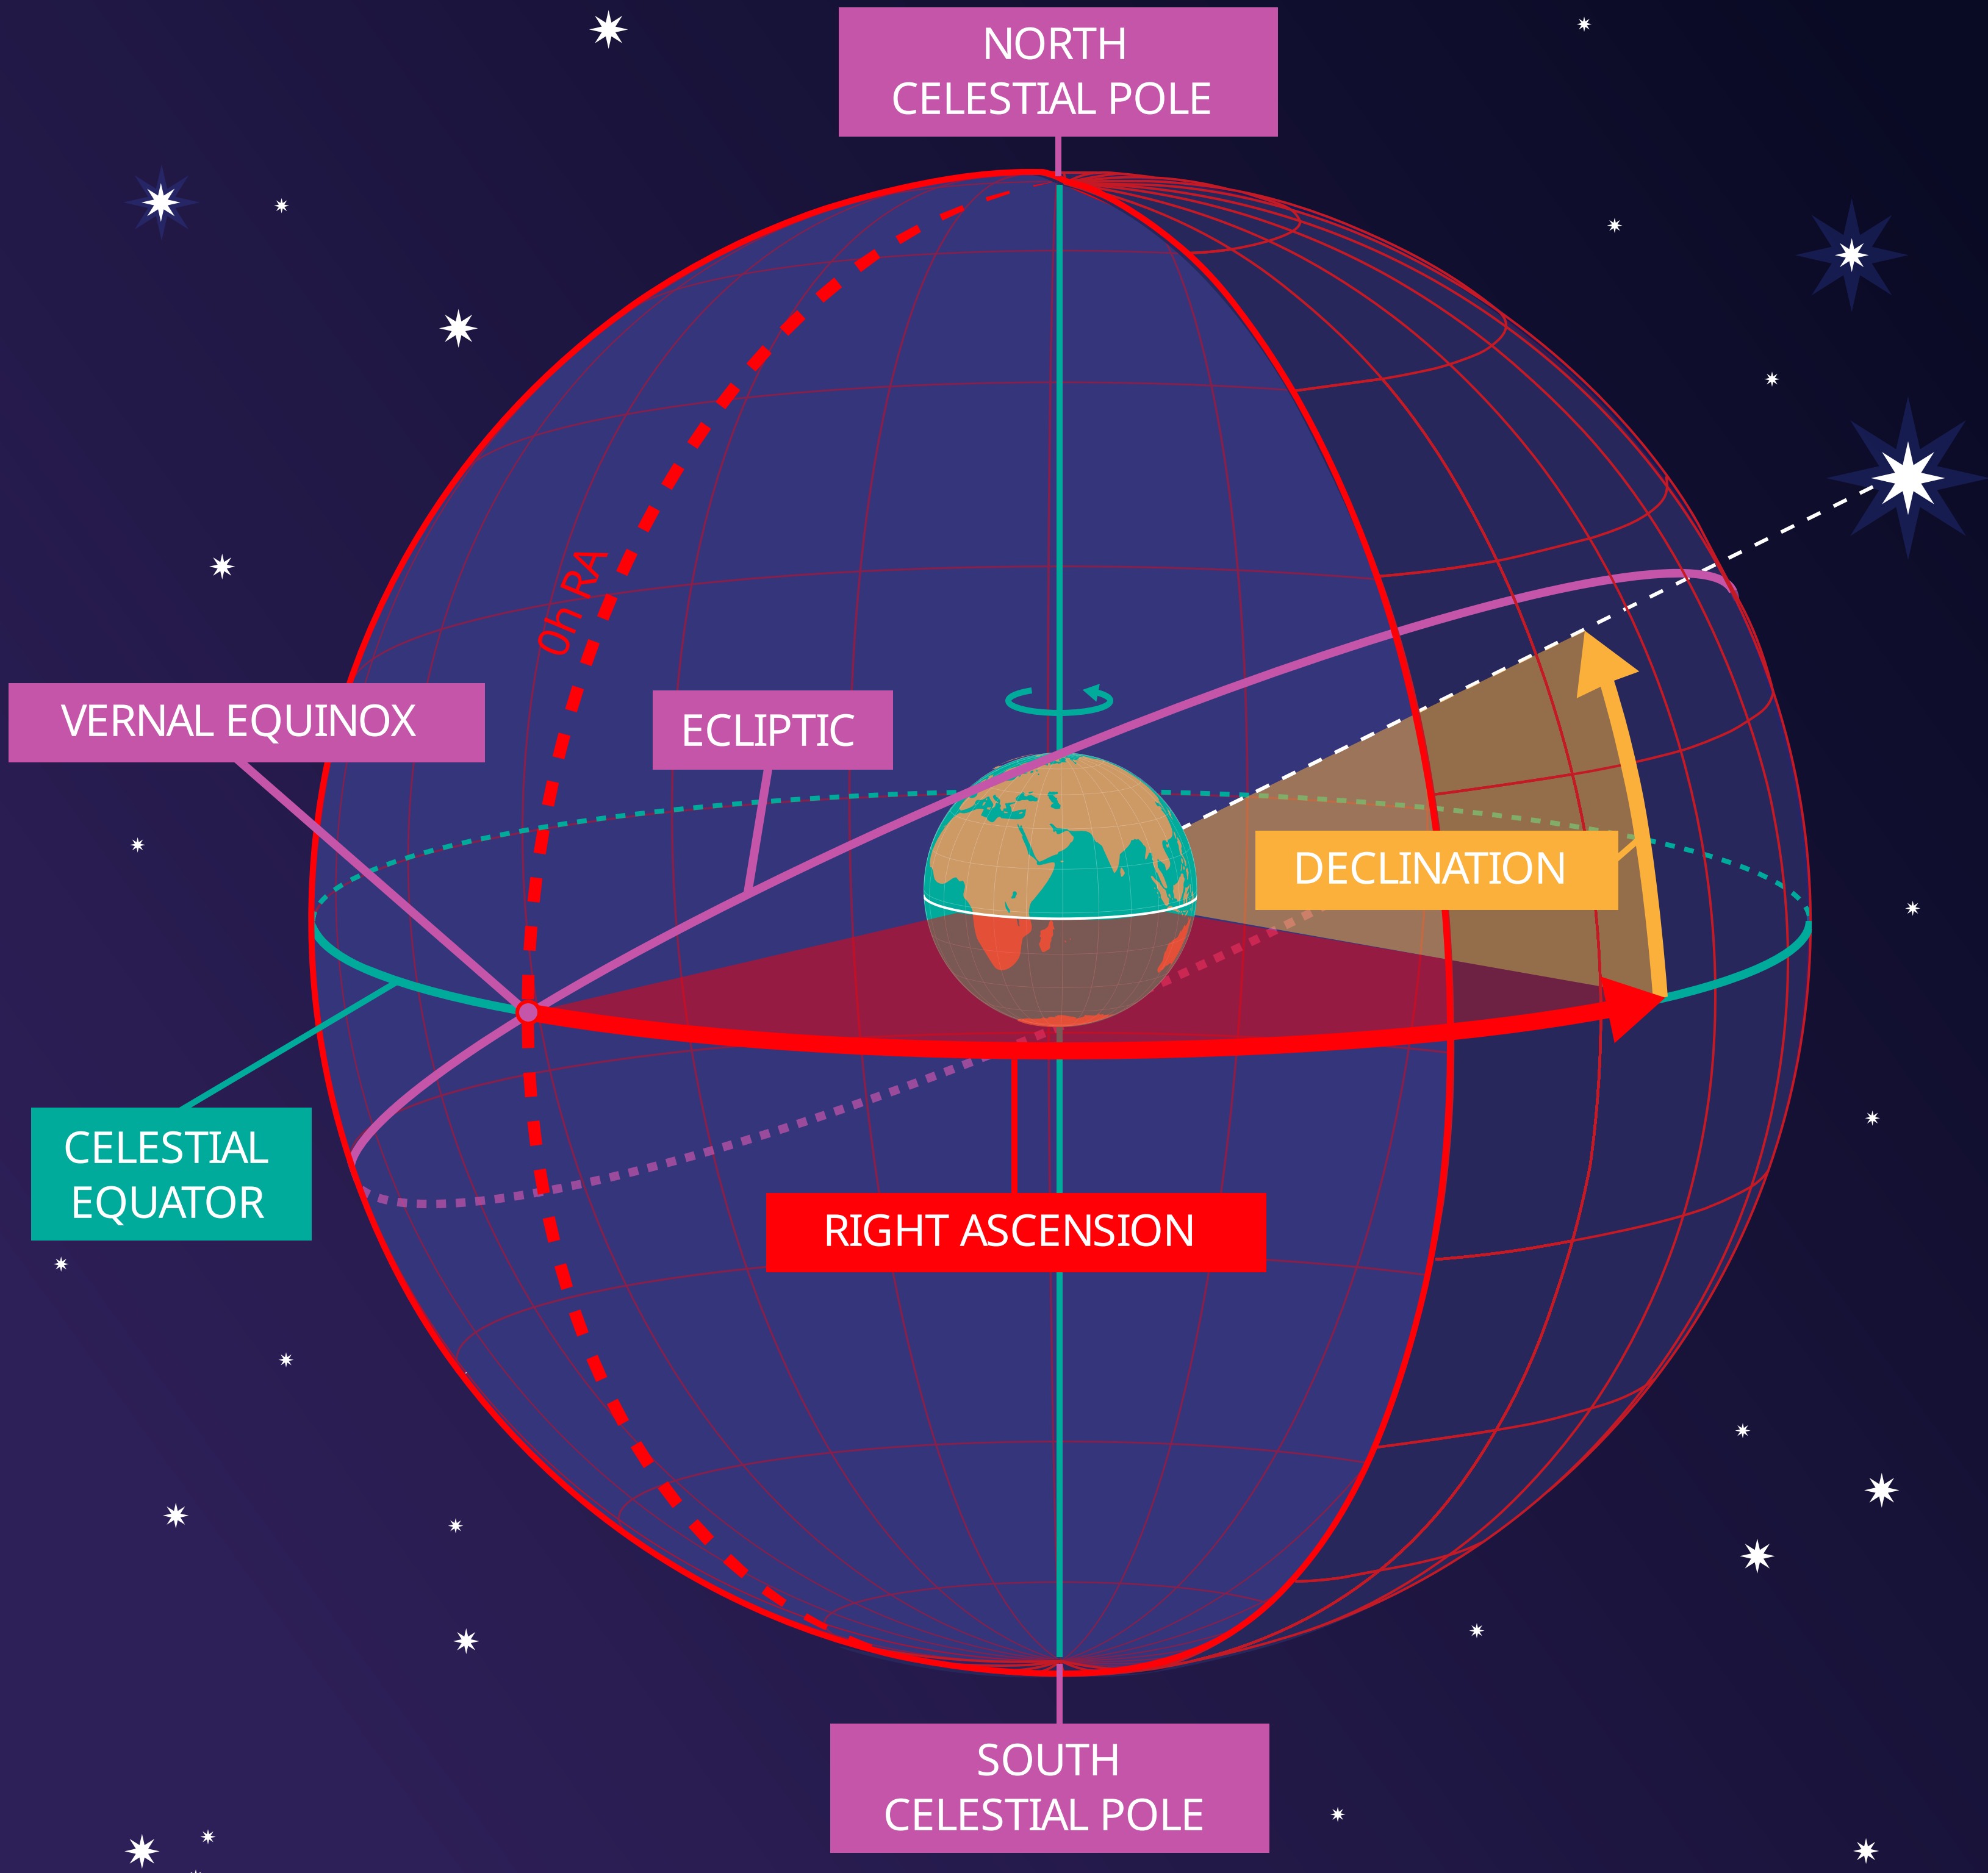 NORTH
CELESTIAL POLE
0h RA
VERNAL EQUINOX
ECLIPTIC
DECLINATION
CELESTIAL
EQUATOR
RIGHT ASCENSION
SOUTH
CELESTIAL POLE